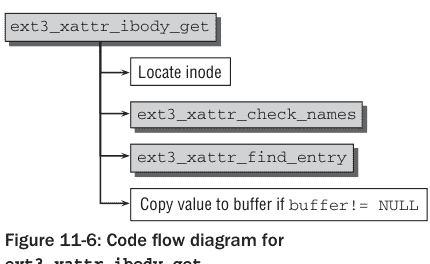 ext3_xattr_ibody_get
Locate inode
ext3_xattr_check_names
ext3_xattr_find_entry
Copy value to buffer if buffer!= NULL
Figure 11-6: Code flow diagram for
ext3_xattr_ibody_get